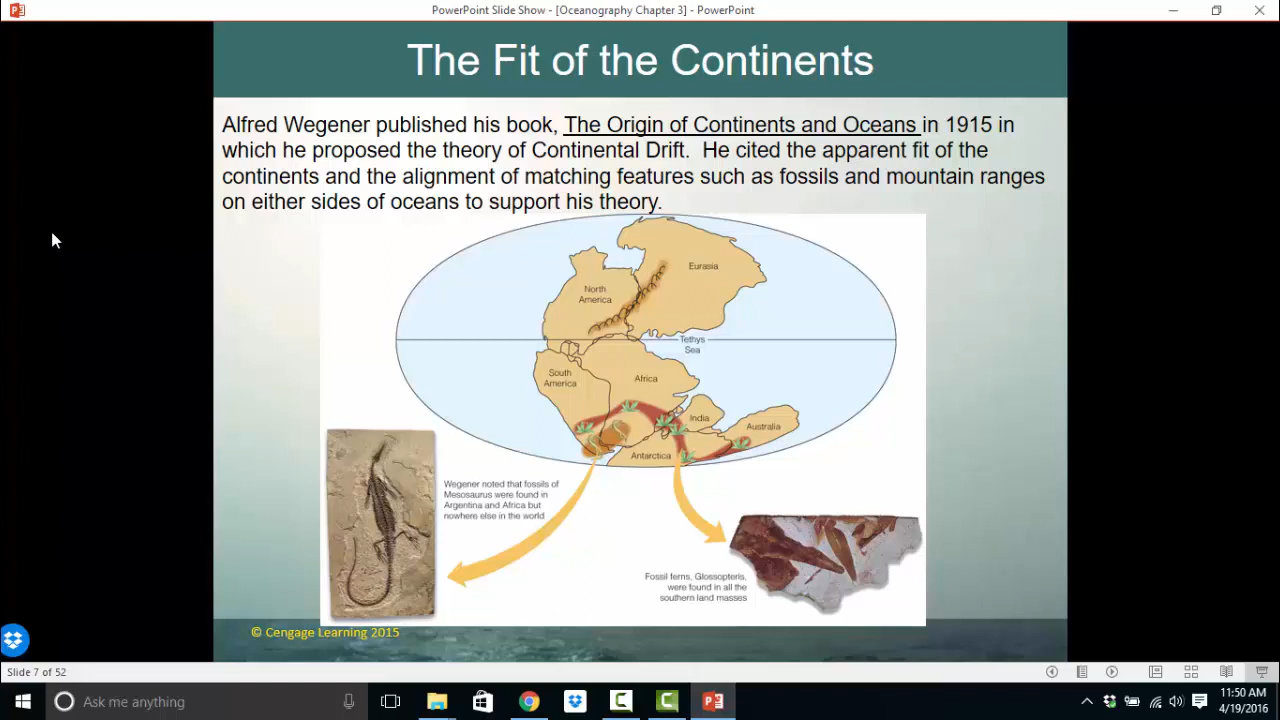 PowerPoint Slide Show - [Oceanography Chapter 3] - PowerPoint
The Fit of the Continents
Alfred Wegener published his book, The Origin of Continents and Oceans in 1915 in
which he proposed the theory of Continental Drift. He cited the apparent fit of the
continents and the alignment of matching features such as fossils and mountain ranges
on either sides of oceans to support his theory.
Eurasia
North
America
Tethys
Sea
South
America
Africa
India
Australia
Antarctica
Wegener noted that fossils of
Mesosaurus were found in
Argentina and Africa but
nowhere else in the world
Fossil ferns, Glossopteris,
were found in all the
southern land masses
© Cengage Learning 2015
Slide 7 of 52
Ask me anything
11:50 AM
4/19/2016